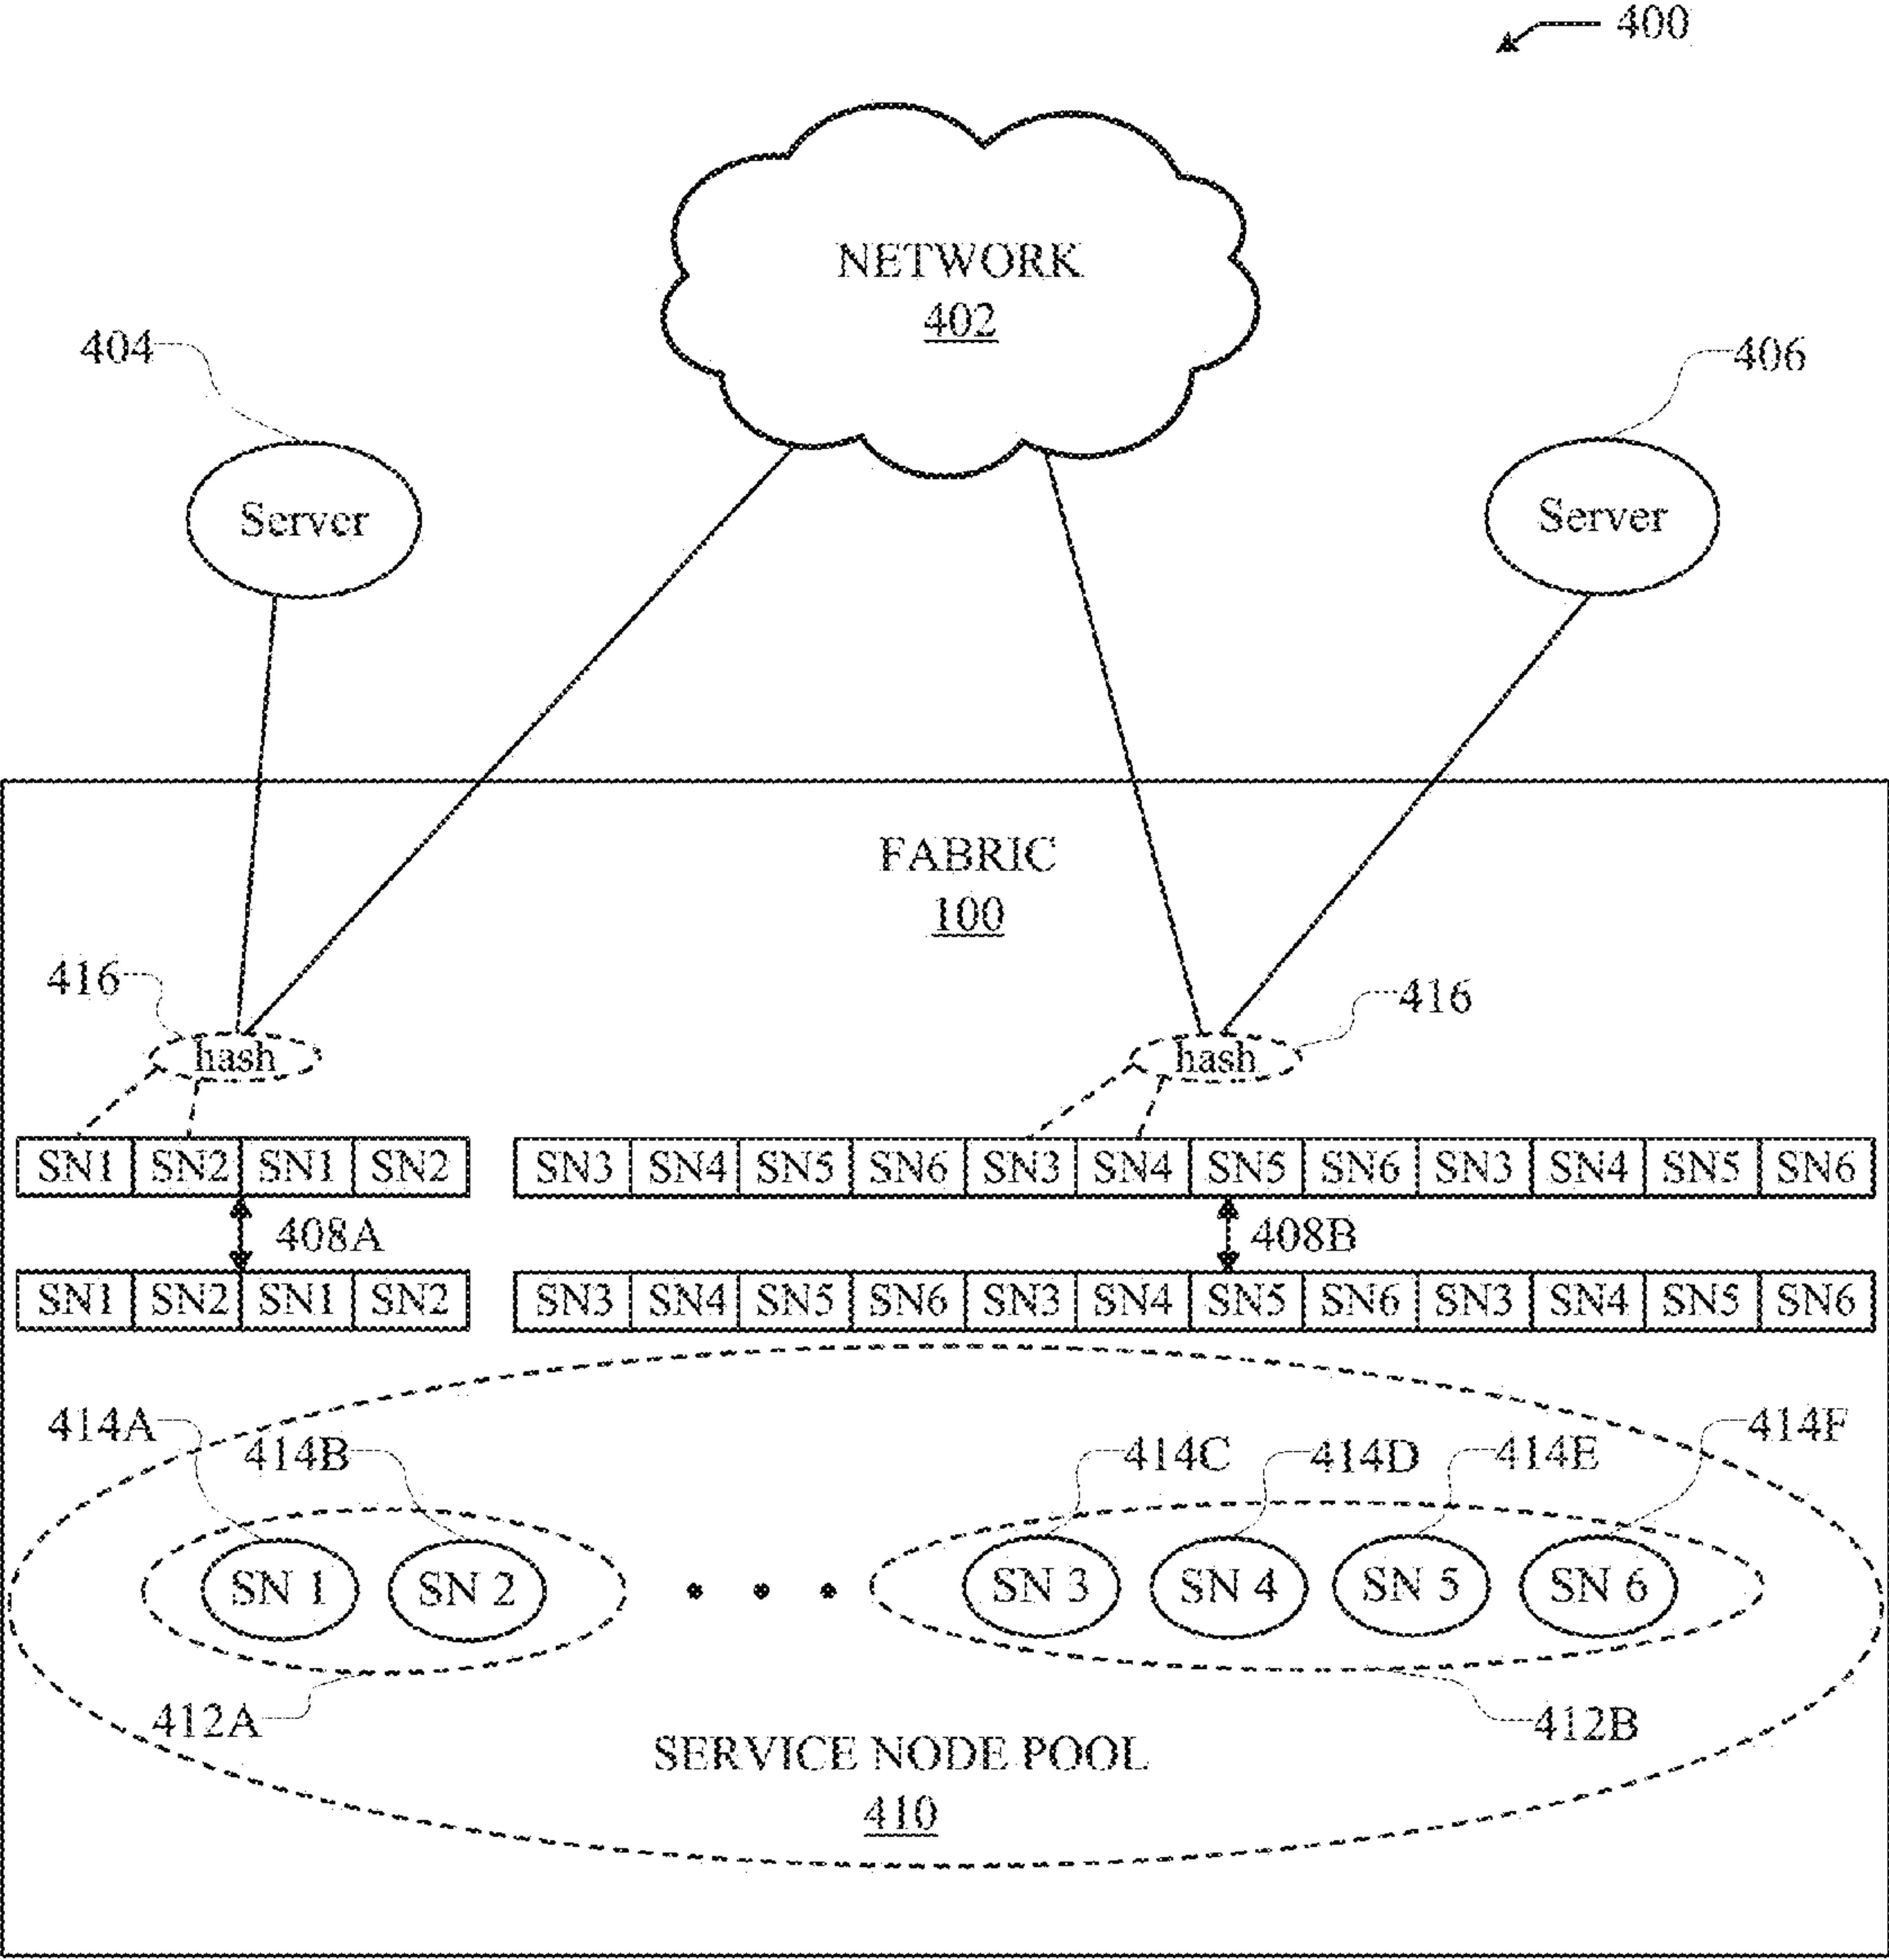 400
NETWORK
402
404
406
Server
Server
FABRIC
100
416
416
hash
hash
SN1 SN2 SN1 SN2 SN3 SN4 SN5 SN6 SN3 SN4 SN5 SN6 SN3 SN4 SN5 SN6
408A 408B
SN1 SN2 SN1 SN2 SN3 SN4 SN5 SN6 SN3 SN4 SN5 SN6 SN3 SN4 SN5 SN6
414A 414B 414C 414D 414E 414F
SN 1 SN 2 SN 3 SN 4 SN 5 SN 6
412A 412B
SERVICE NODE POOL
410